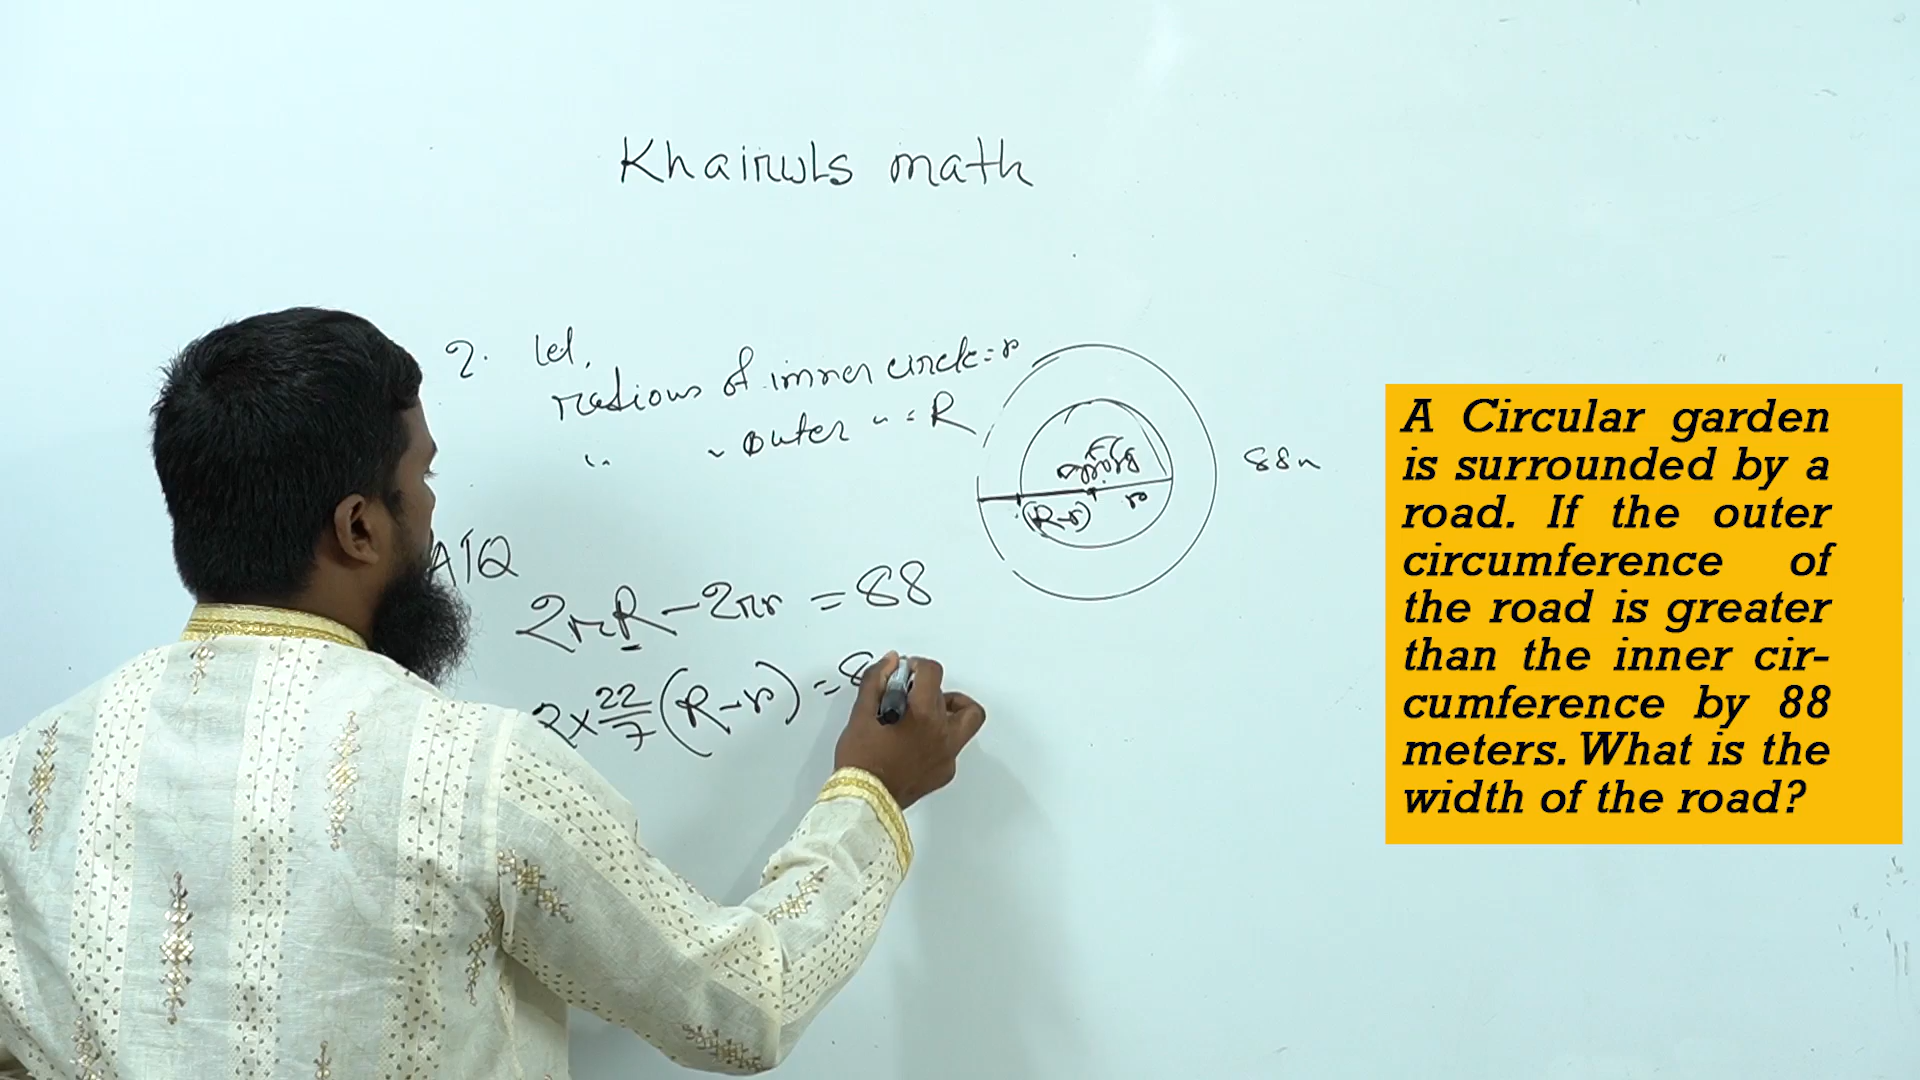 Khairuls math
2. Let,
radious of inner circle = r
" " outer " = R
88m
(R-r) r
ATQ
2πR - 2πr = 88
2 × 22/7 (R-r) = 8
A Circular garden
is surrounded by a
road. If the outer
circumference of
the road is greater
than the inner cir-
cumference by 88
meters. What is the
width of the road?